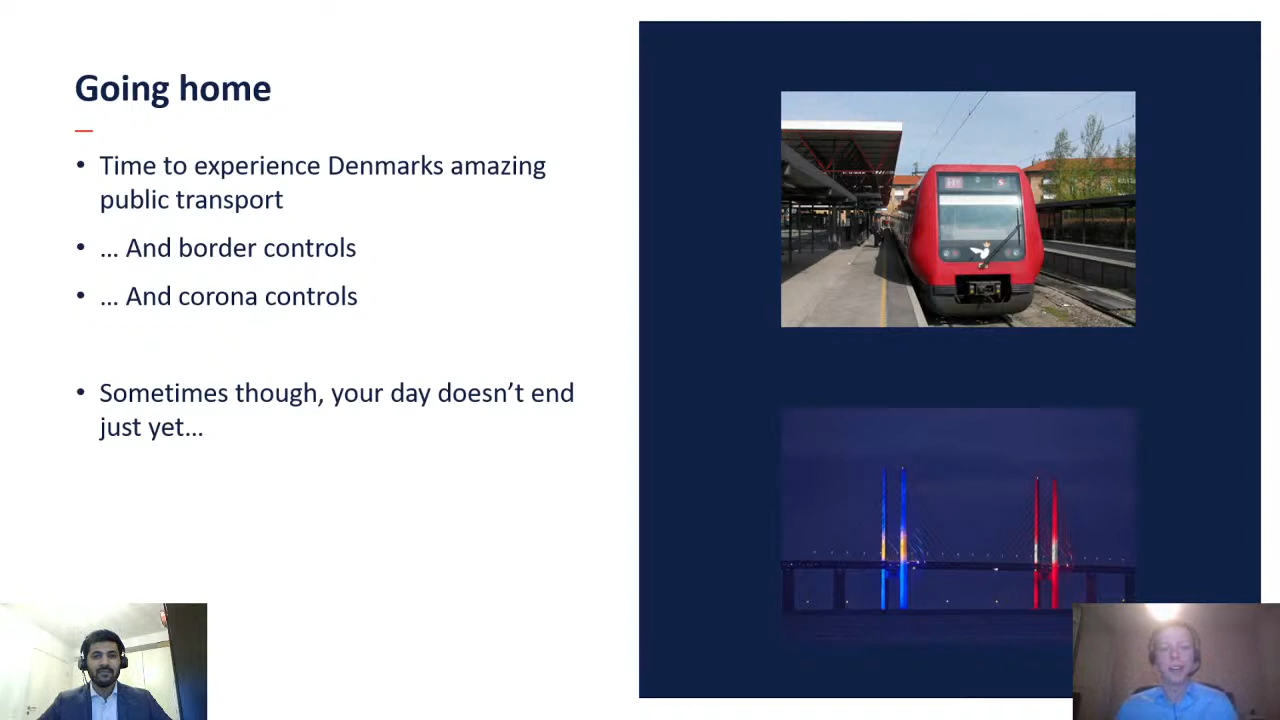 Going home
• Time to experience Denmarks amazing
public transport
• ... And border controls
• ... And corona controls
• Sometimes though, your day doesn’t end
just yet...